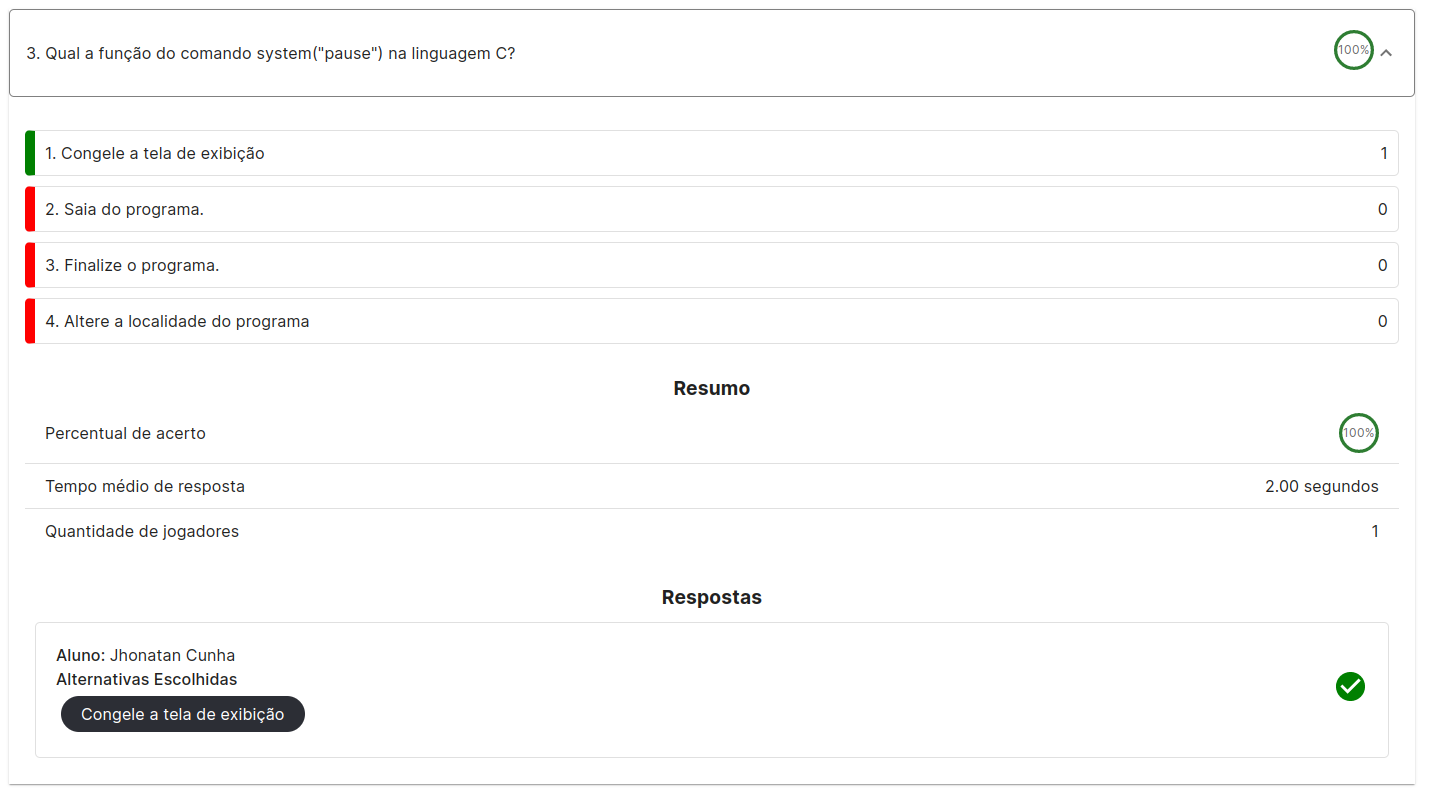 3. Qual a função do comando system("pause") na linguagem C?
100%
1. Congele a tela de exibição
1
2. Saia do programa.
0
3. Finalize o programa.
0
4. Altere a localidade do programa
0
Resumo
Percentual de acerto
100%
Tempo médio de resposta
2.00 segundos
Quantidade de jogadores
1
Respostas
Aluno: Jhonatan Cunha
Alternativas Escolhidas
Congele a tela de exibição